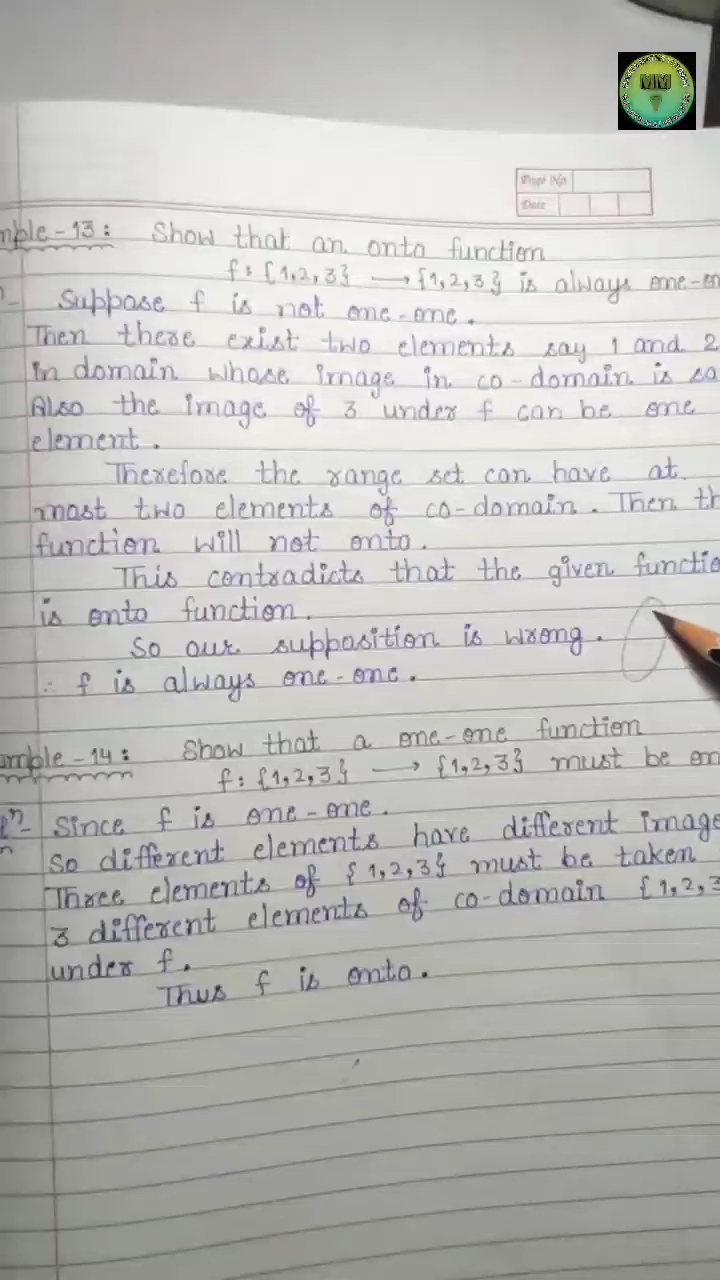 MM
Page No
Date
mple-13: Show that an onto function
f: {1,2,3} → {1,2,3} is always one-on
Suppose f is not one-one.
Then there exist two elements say 1 and 2
in domain whose image in co-domain is sa
Also the image of 3 under f can be one
element.
Therefore the range set can have at
most two elements of co-domain. Then th
function will not onto.
This contradicts that the given functio
is onto function.
So our supposition is wrong.
∴ f is always one-one.
ample-14: Show that a one-one function
f: {1,2,3} → {1,2,3} must be on
lⁿ- Since f is one-one.
So different elements have different image
Three elements of {1,2,3} must be taken
3 different elements of co-domain {1,2,3
under f.
Thus f is onto.